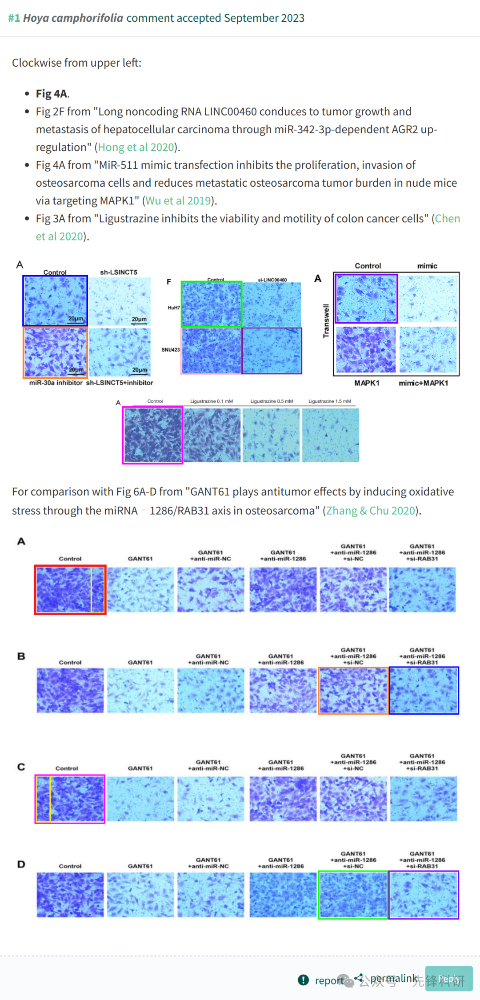 #1 Hoya camphorifolia comment accepted September 2023
Clockwise from upper left:
• Fig 4A.
• Fig 2F from "Long noncoding RNA LINC00460 conduces to tumor growth and
metastasis of hepatocellular carcinoma through miR-342-3p-dependent AGR2 up-
regulation" (Hong et al 2020).
• Fig 4A from "MiR-511 mimic transfection inhibits the proliferation, invasion of
osteosarcoma cells and reduces metastatic osteosarcoma tumor burden in nude mice
via targeting MAPK1" (Wu et al 2019).
• Fig 3A from "Ligustrazine inhibits the viability and motility of colon cancer cells" (Chen
et al 2020).
A
Control sh-LSINCT5
20μm 20μm
20μm 20μm
miR-30a inhibitor sh-LSINCT5+inhibitor
F
Control si-LINC00460
HuH7
SNU423
A
Control mimic
Transwell
MAPK1 mimic+MAPK1
A
Control Ligustrazine 0.1 mM Ligustrazine 0.5 mM Ligustrazine 1.5 mM
For comparison with Fig 6A-D from "GANT61 plays antitumor effects by inducing oxidative
stress through the miRNA‐1286/RAB31 axis in osteosarcoma" (Zhang & Chu 2020).
A
Control GANT61 GANT61 +anti-miR-NC GANT61 +anti-miR-1286 GANT61 +anti-miR-1286 +si-NC GANT61 +anti-miR-1286 +si-RAB31
B
Control GANT61 GANT61 +anti-miR-NC GANT61 +anti-miR-1286 GANT61 +anti-miR-1286 +si-NC GANT61 +anti-miR-1286 +si-RAB31
C
Control GANT61 GANT61 +anti-miR-NC GANT61 +anti-miR-1286 GANT61 +anti-miR-1286 +si-NC GANT61 +anti-miR-1286 +si-RAB31
D
Control GANT61 GANT61 +anti-miR-NC GANT61 +anti-miR-1286 GANT61 +anti-miR-1286 +si-NC GANT61 +anti-miR-1286 +si-RAB31
report permalink Reply
公众号 先锋科研